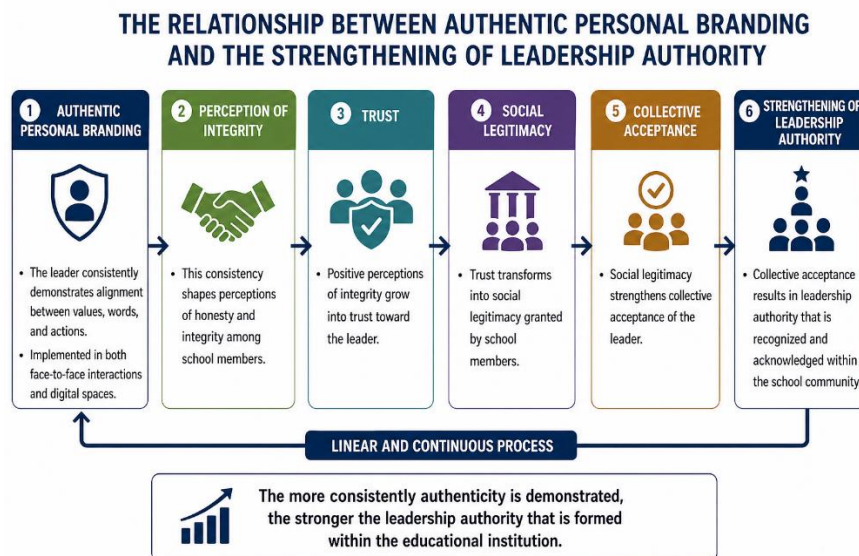 THE RELATIONSHIP BETWEEN AUTHENTIC PERSONAL BRANDING
AND THE STRENGTHENING OF LEADERSHIP AUTHORITY
1 AUTHENTIC
PERSONAL BRANDING
• The leader consistently
demonstrates alignment
between values, words,
and actions.
• Implemented in both
face-to-face interactions
and digital spaces.
2 PERCEPTION OF
INTEGRITY
• This consistency
shapes perceptions
of honesty and
integrity among
school members.
3 TRUST
• Positive perceptions
of integrity grow
into trust toward
the leader.
4 SOCIAL
LEGITIMACY
• Trust transforms
into social
legitimacy granted
by school
members.
5 COLLECTIVE
ACCEPTANCE
• Social legitimacy
strengthens collective
acceptance of the
leader.
6 STRENGTHENING OF
LEADERSHIP
AUTHORITY
• Collective acceptance
results in leadership
authority that is
recognized and
acknowledged within
the school community
LINEAR AND CONTINUOUS PROCESS
The more consistently authenticity is demonstrated,
the stronger the leadership authority that is formed
within the educational institution.